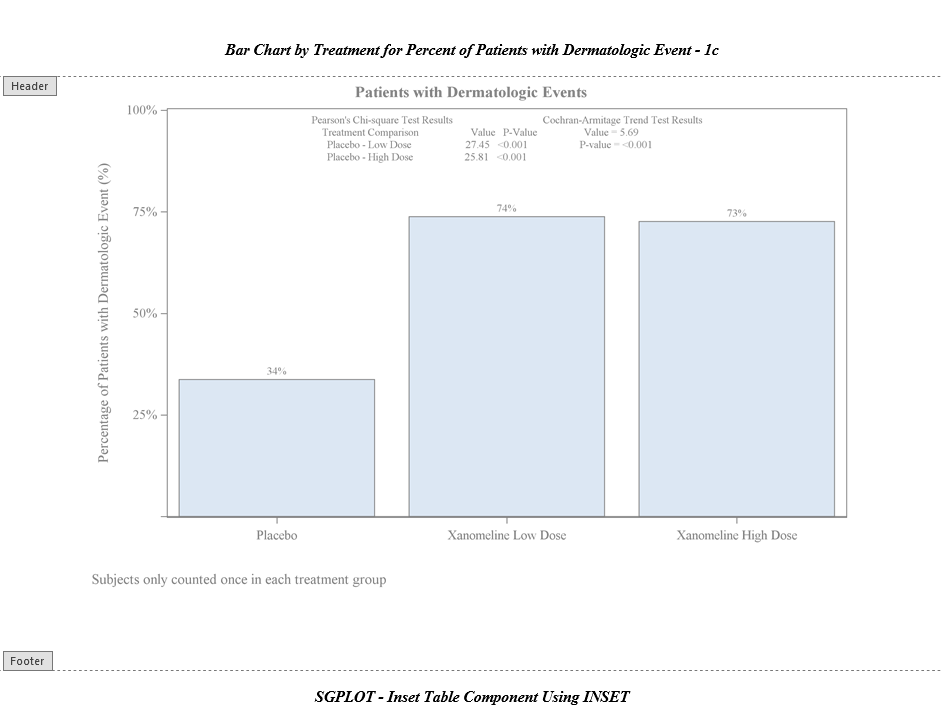 Bar Chart by Treatment for Percent of Patients with Dermatologic Event - 1c
Header
Patients with Dermatologic Events
Pearson's Chi-square Test Results
Treatment Comparison Value P-Value
Placebo - Low Dose 27.45 <0.001
Placebo - High Dose 25.81 <0.001
Cochran-Armitage Trend Test Results
Value = 5.69
P-value = <0.001
Percentage of Patients with Dermatologic Event (%)
100%
75%
50%
25%
34%
74%
73%
Placebo
Xanomeline Low Dose
Xanomeline High Dose
Subjects only counted once in each treatment group
Footer
SGPLOT - Inset Table Component Using INSET